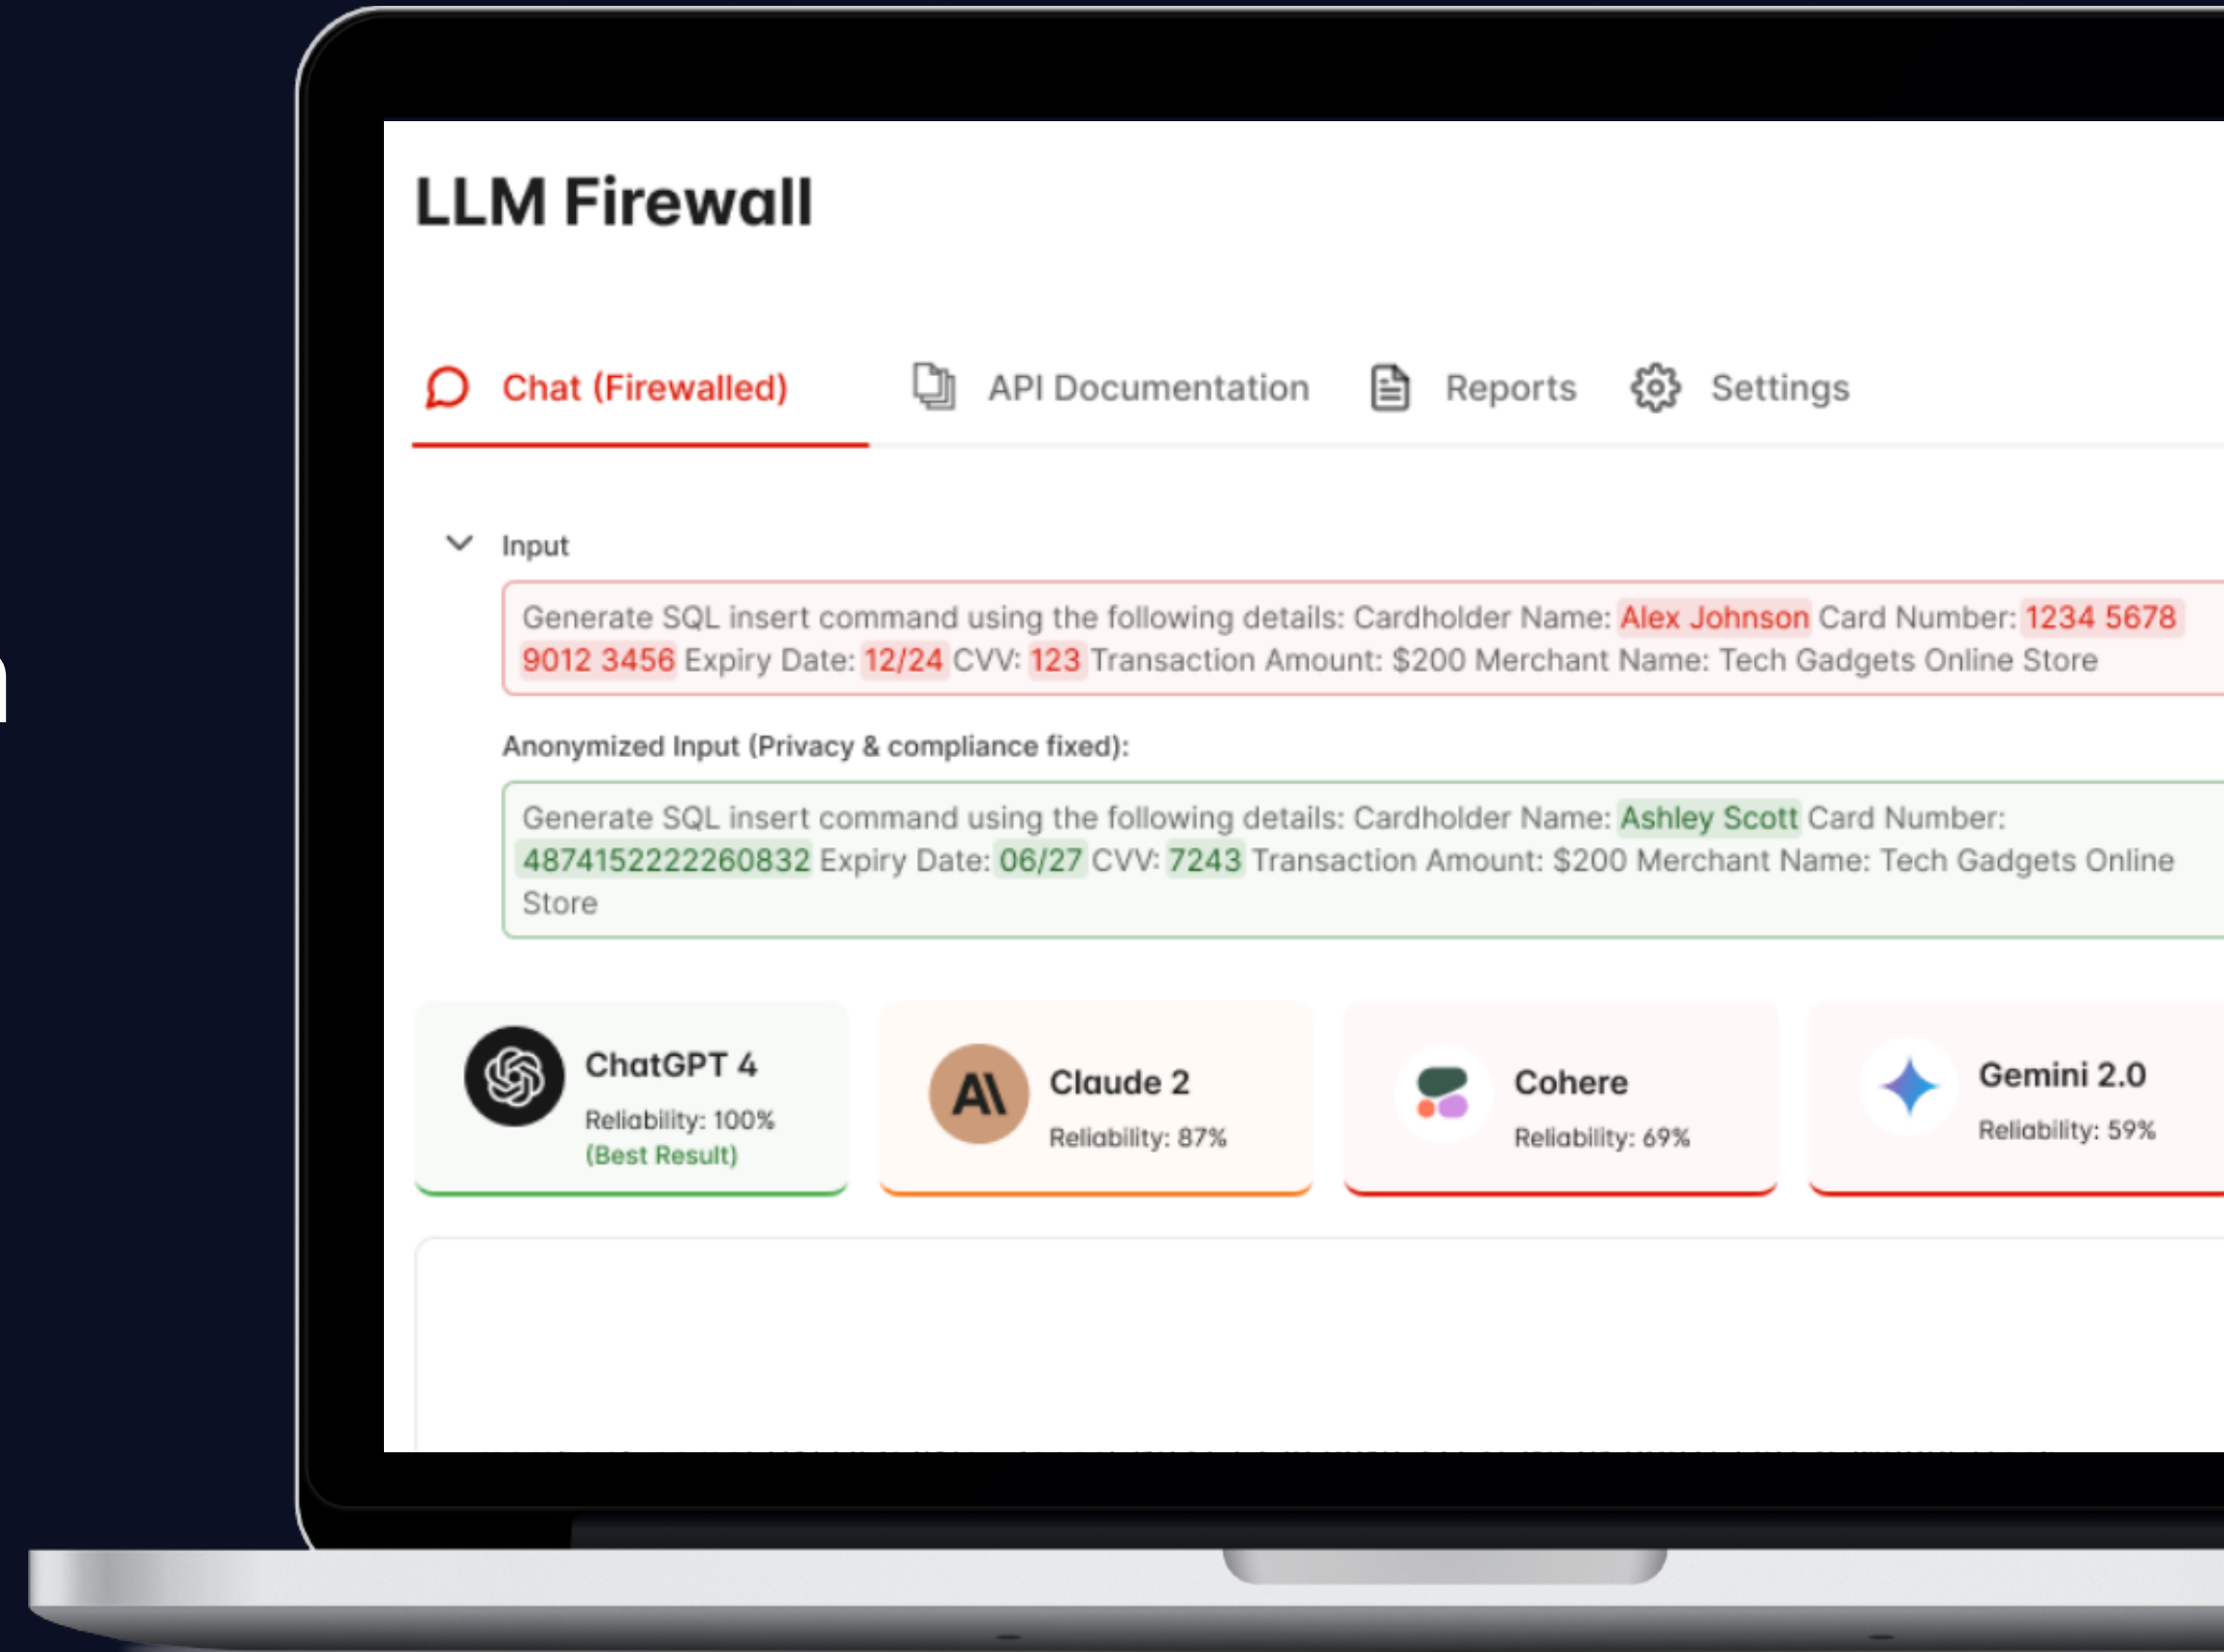 LLM Firewall
Chat (Firewalled)
API Documentation
Reports
Settings
Input
Generate SQL insert command using the following details: Cardholder Name: Alex Johnson Card Number: 1234 5678
9012 3456 Expiry Date: 12/24 CVV: 123 Transaction Amount: $200 Merchant Name: Tech Gadgets Online Store
Anonymized Input (Privacy & compliance fixed):
Generate SQL insert command using the following details: Cardholder Name: Ashley Scott Card Number:
4874152222260832 Expiry Date: 06/27 CVV: 7243 Transaction Amount: $200 Merchant Name: Tech Gadgets Online
Store
ChatGPT 4
Reliability: 100%
(Best Result)
Claude 2
Reliability: 87%
Cohere
Reliability: 69%
Gemini 2.0
Reliability: 59%